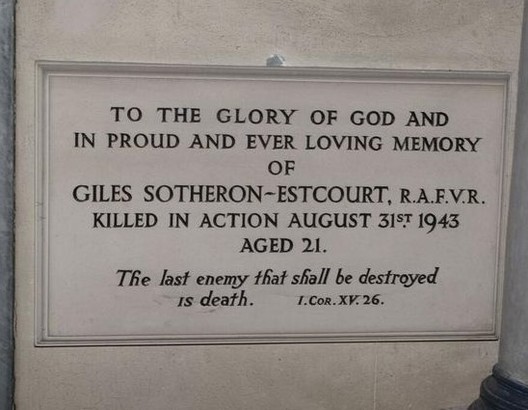 TO THE GLORY OF GOD AND
IN PROUD AND EVER LOVING MEMORY
OF
GILES SOTHERON-ESTCOURT, R.A.F.V.R.
KILLED IN ACTION AUGUST 31ST. 1943
AGED 21.
The last enemy that shall be destroyed
is death. I. COR. XV. 26.